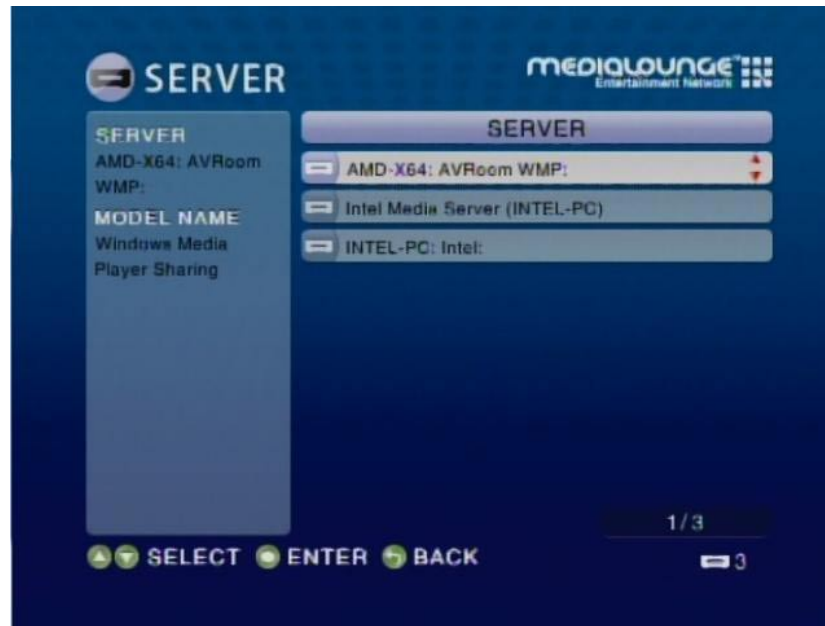 SERVER
MEDIALOUNGE™
Entertainment Network
SERVER
AMD-X64: AVRoom
WMP:
MODEL NAME
Windows Media
Player Sharing
SERVER
AMD-X64: AVRoom WMP:
Intel Media Server (INTEL-PC)
INTEL-PC: Intel:
1/3
SELECT ENTER BACK
3